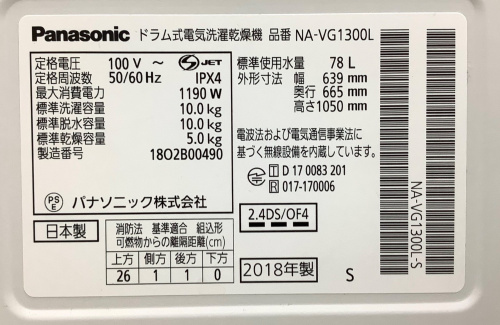 Panasonic ドラム式電気洗濯乾燥機 品番 NA-VG1300L
定格電圧 100 V ～ S JET
定格周波数 50/60 Hz IPX4
最大消費電力 1190 W
標準洗濯容量 10.0 kg
標準脱水容量 10.0 kg
標準乾燥容量 5.0 kg
製造番号 18O2B00490
PS E パナソニック株式会社
日本製
消防法 基準適合 組込形
可燃物からの離隔距離(cm)
上方 側方 前方 下方
26 1 1 0
標準使用水量 78 L
外形寸法 幅 639 mm
奥行 665 mm
高さ 1050 mm
電波法および電気通信事業法に
基づく無線設備を内蔵しています。
T D 17 0083 201
R 017-170006
2.4DS/OF4
2018年製 S
NA-VG1300L-S